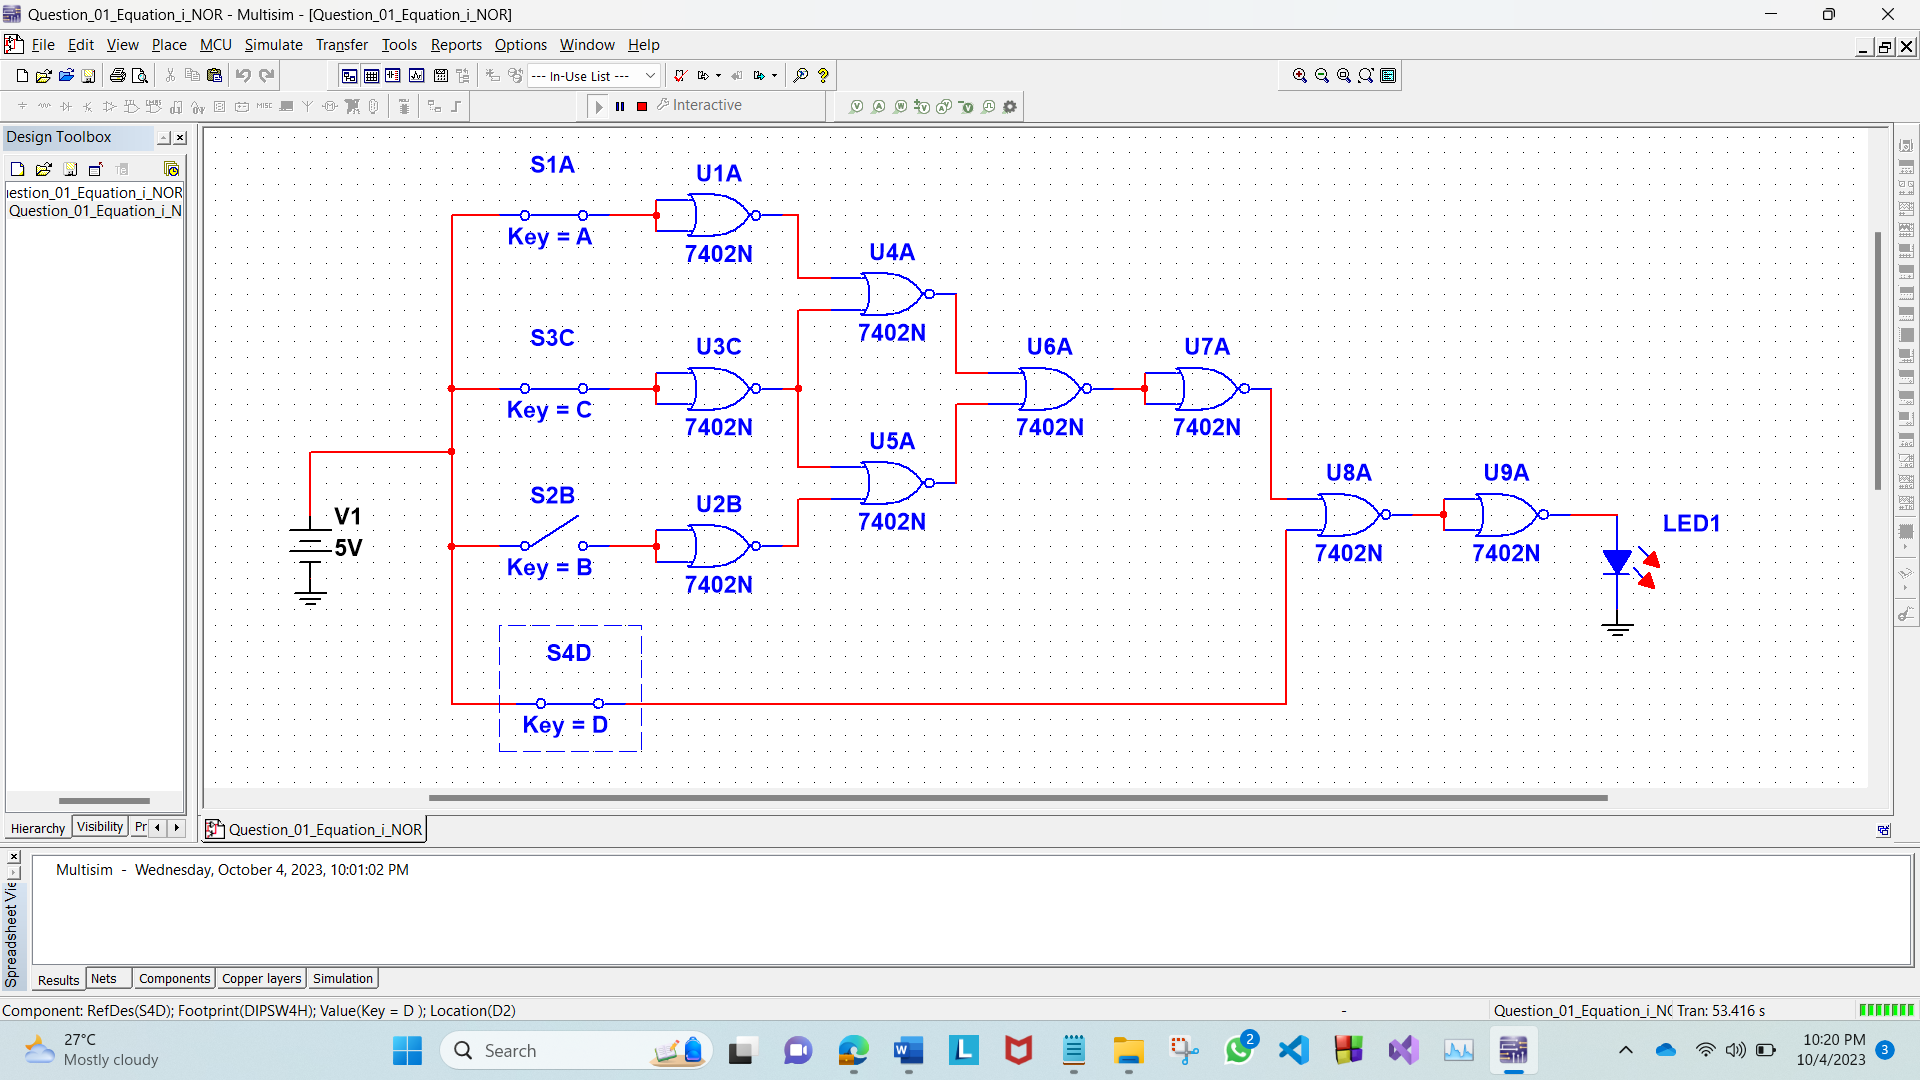 Question_01_Equation_i_NOR - Multisim - [Question_01_Equation_i_NOR]
File Edit View Place MCU Simulate Transfer Tools Reports Options Window Help
--- In-Use List ---
Interactive
Design Toolbox
estion_01_Equation_i_NOR
Question_01_Equation_i_N
Hierarchy Visibility Pr
S1A
Key = A
U1A
7402N
U4A
7402N
S3C
Key = C
U3C
7402N
U6A
7402N
U7A
7402N
U5A
7402N
S2B
Key = B
U2B
7402N
U8A
7402N
U9A
7402N
LED1
V1
5V
S4D
Key = D
Question_01_Equation_i_NOR
Multisim - Wednesday, October 4, 2023, 10:01:02 PM
Spreadsheet Vie
Results Nets Components Copper layers Simulation
Component: RefDes(S4D); Footprint(DIPSW4H); Value(Key = D ); Location(D2)
-
Question_01_Equation_i_NO Tran: 53.416 s
27°C
Mostly cloudy
Search
2
10:20 PM
10/4/2023
3